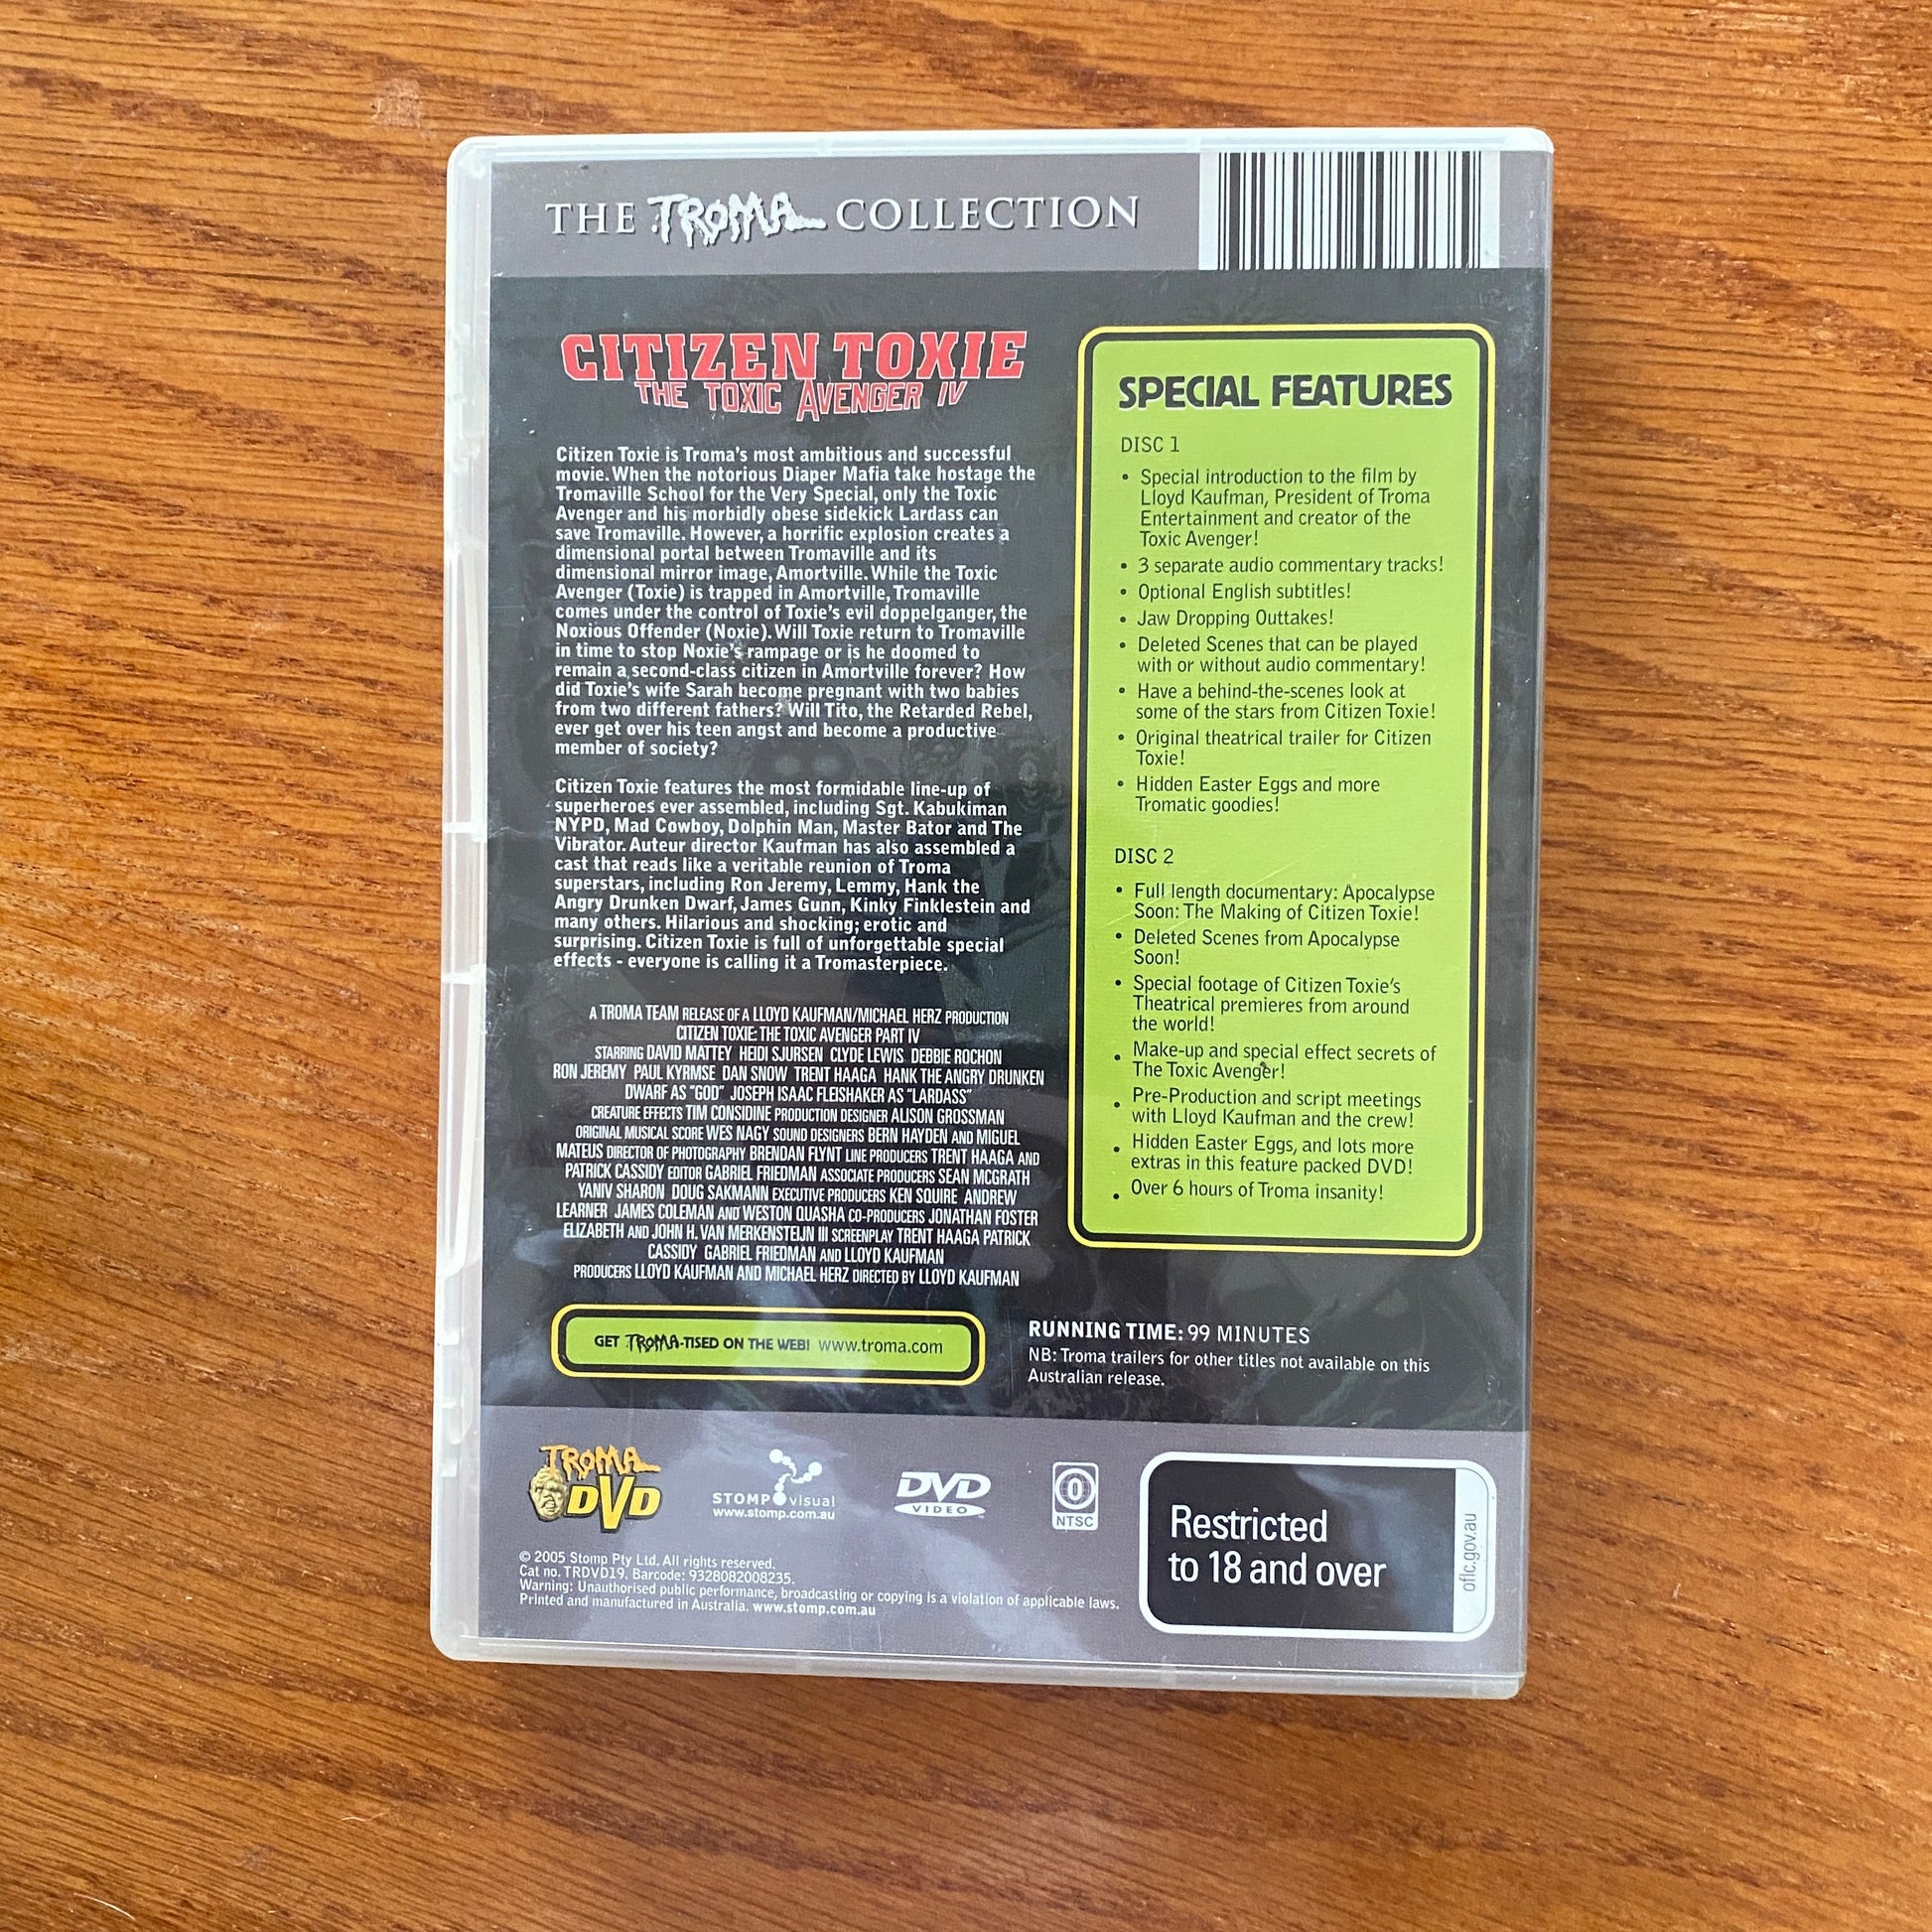 THE TROMA COLLECTION
CITIZEN TOXIE
THE TOXIC AVENGER IV
Citizen Toxie is Troma's most ambitious and successful
movie. When the notorious Diaper Mafia take hostage the
Tromaville School for the Very Special, only the Toxic
Avenger and his morbidly obese sidekick Lardass can
save Tromaville. However, a horrific explosion creates a
dimensional portal between Tromaville and its
dimensional mirror image, Amortville. While the Toxic
Avenger (Toxie) is trapped in Amortville, Tromaville
comes under the control of Toxie's evil doppelganger, the
Noxious Offender (Noxie). Will Toxie return to Tromaville
in time to stop Noxie's rampage or is he doomed to
remain a second-class citizen in Amortville forever? How
did Toxie's wife Sarah become pregnant with two babies
from two different fathers? Will Tito, the Retarded Rebel,
ever get over his teen angst and become a productive
member of society?
Citizen Toxie features the most formidable line-up of
superheroes ever assembled, including Sgt. Kabukiman
NYPD, Mad Cowboy, Dolphin Man, Master Bator and The
Vibrator. Auteur director Kaufman has also assembled a
cast that reads like a veritable reunion of Troma
superstars, including Ron Jeremy, Lemmy, Hank the
Angry Drunken Dwarf, James Gunn, Kinky Finklestein and
many others. Hilarious and shocking; erotic and
surprising. Citizen Toxie is full of unforgettable special
effects - everyone is calling it a Tromasterpiece.
A TROMA TEAM RELEASE OF A LLOYD KAUFMAN/MICHAEL HERZ PRODUCTION
CITIZEN TOXIE: THE TOXIC AVENGER PART IV
STARRING DAVID MATTEY HEIDI SJURSEN CLYDE LEWIS DEBBIE ROCHON
RON JEREMY PAUL KYRMSE DAN SNOW TRENT HAAGA HANK THE ANGRY DRUNKEN
DWARF AS "GOD" JOSEPH ISAAC FLEISHAKER AS "LARDASS"
CREATURE EFFECTS TIM CONSIDINE PRODUCTION DESIGNER ALISON GROSSMAN
ORIGINAL MUSICAL SCORE WES NAGY SOUND DESIGNERS BERN HAYDEN AND MIGUEL
MATEUS DIRECTOR OF PHOTOGRAPHY BRENDAN FLYNT LINE PRODUCERS TRENT HAAGA AND
PATRICK CASSIDY EDITOR GABRIEL FRIEDMAN ASSOCIATE PRODUCERS SEAN MCGRATH
YANIV SHARON DOUG SAKMANN EXECUTIVE PRODUCERS KEN SQUIRE ANDREW
LEARNER JAMES COLEMAN AND WESTON QUASHA CO-PRODUCERS JONATHAN FOSTER
ELIZABETH AND JOHN H. VAN MERKENSTEIJN III SCREENPLAY TRENT HAAGA PATRICK
CASSIDY GABRIEL FRIEDMAN AND LLOYD KAUFMAN
PRODUCERS LLOYD KAUFMAN AND MICHAEL HERZ DIRECTED BY LLOYD KAUFMAN
GET TROMA-TISED ON THE WEB! www.troma.com
SPECIAL FEATURES
DISC 1
• Special introduction to the film by
Lloyd Kaufman, President of Troma
Entertainment and creator of the
Toxic Avenger!
• 3 separate audio commentary tracks!
• Optional English subtitles!
• Jaw Dropping Outtakes!
• Deleted Scenes that can be played
with or without audio commentary!
• Have a behind-the-scenes look at
some of the stars from Citizen Toxie!
• Original theatrical trailer for Citizen
Toxie!
• Hidden Easter Eggs and more
Tromatic goodies!
DISC 2
• Full length documentary: Apocalypse
Soon: The Making of Citizen Toxie!
• Deleted Scenes from Apocalypse
Soon!
• Special footage of Citizen Toxie's
Theatrical premieres from around
the world!
• Make-up and special effect secrets of
The Toxic Avenger!
• Pre-Production and script meetings
with Lloyd Kaufman and the crew!
• Hidden Easter Eggs, and lots more
extras in this feature packed DVD!
• Over 6 hours of Troma insanity!
RUNNING TIME: 99 MINUTES
NB: Troma trailers for other titles not available on this
Australian release.
TROMA
DVD
STOMP visual
www.stomp.com.au
DVD
VIDEO
0
NTSC
Restricted
to 18 and over
oflc.gov.au
© 2005 Stomp Pty Ltd. All rights reserved.
Cat no. TRDVD19. Barcode: 9328082008235.
Warning: Unauthorised public performance, broadcasting or copying is a violation of applicable laws.
Printed and manufactured in Australia. www.stomp.com.au